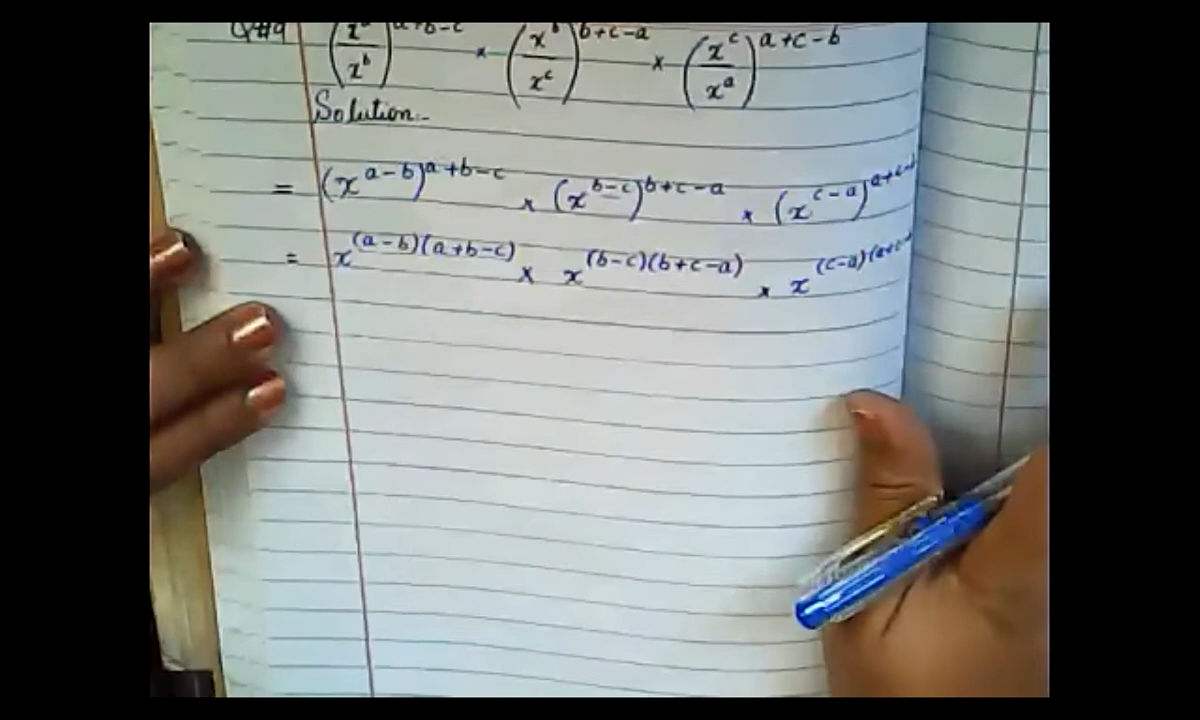 Q#9 (x^a/x^b)^a+b-c × (x^b/x^c)^b+c-a × (x^c/x^a)^a+c-b
Solution:-
= (x^a-b)^a+b-c × (x^b-c)^b+c-a × (x^c-a)^a+c-b
= x^(a-b)(a+b-c) × x^(b-c)(b+c-a) × x^(c-a)(a+c-